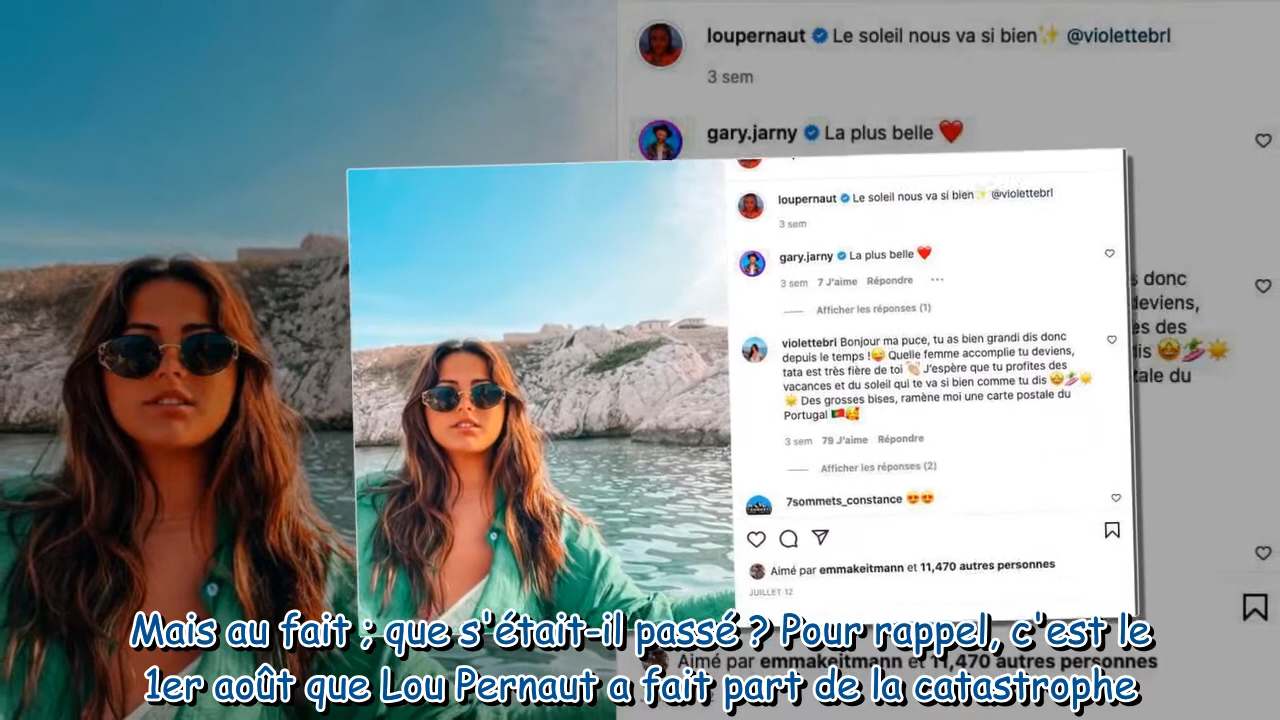 loupernaut Le soleil nous va si bien✨ @violettebrl
3 sem
gary.jarny La plus belle ❤️
loupernaut Le soleil nous va si bien✨ @violettebrl
3 sem
gary.jarny La plus belle ❤️
3 sem 7 J'aime Répondre ...
Afficher les réponses (1)
violettebrl Bonjour ma puce, tu as bien grandi dis donc
depuis le temps !😜 Quelle femme accomplie tu deviens,
tata est très fière de toi 👏🏻 J'espère que tu profites des
vacances et du soleil qui te va si bien comme tu dis 🤩🏄‍♀️☀️
☀️ Des grosses bises, ramène moi une carte postale du
Portugal 🇵🇹🥰
3 sem 79 J'aime Répondre
Afficher les réponses (2)
7sommets_constance 😍😍
Aimé par emmakeitmann et 11,470 autres personnes
JUILLET 12
s donc
deviens,
es des
dis 🤩🏄‍♀️☀️
tale du
Aimé par emmakeitmann et 11,470 autres personnes
Mais au fait ; que s'était-il passé ? Pour rappel, c'est le
1er août que Lou Pernaut a fait part de la catastrophe